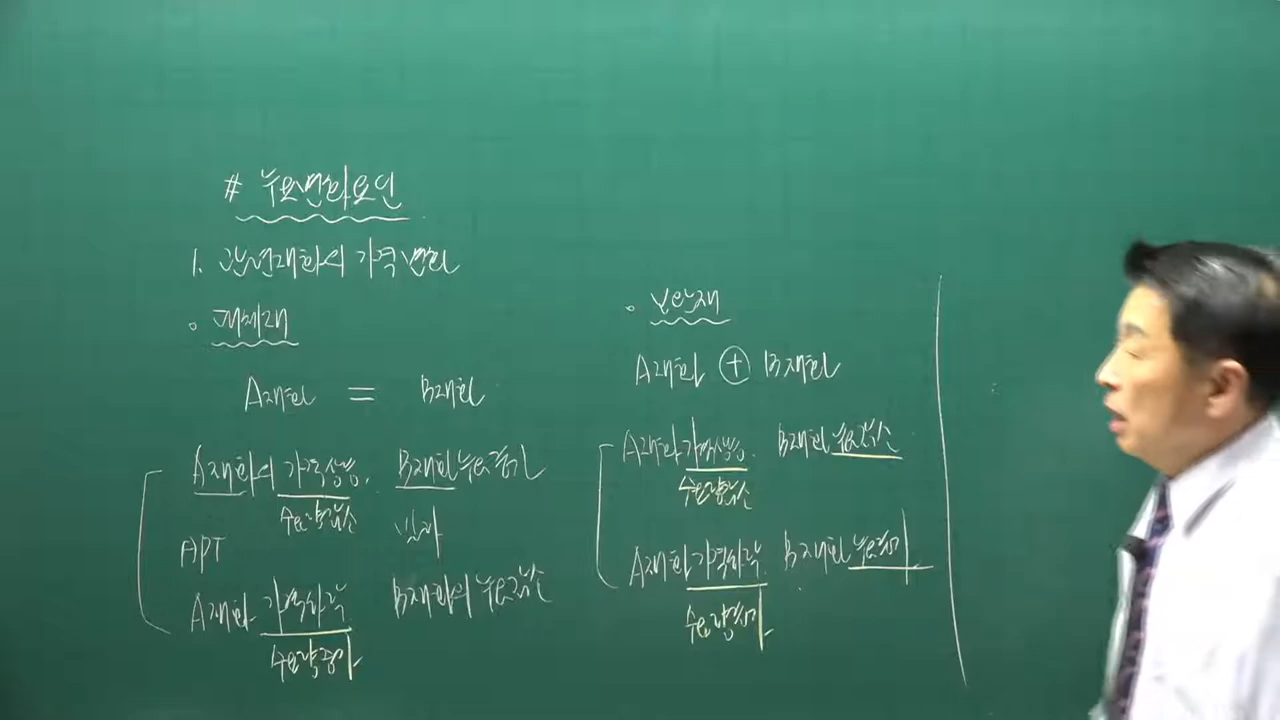 # 수요변화요인
1. 관련재화의 가격변화
◦ 대체재
A재화 = B재화
A재화의 가격상승. B재화 수요증가
수요량감소
APT 빌라
A재화 가격하락 B재화의 수요감소
수요량증가
◦ 보완재
A재화 ⊕ B재화
A재화 가격상승. B재화 수요감소
수요량감소
A재화 가격하락 B재화 수요증가
수요량증가